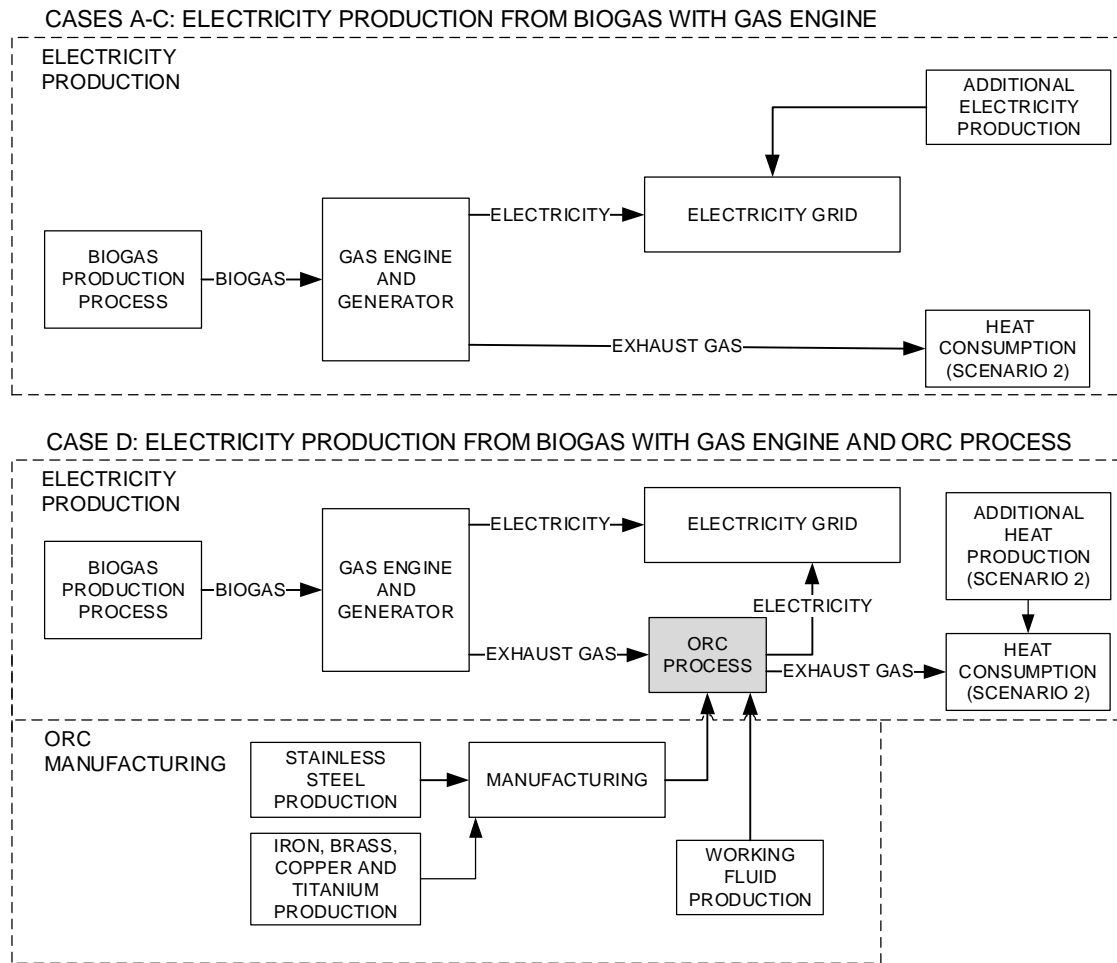 CASES A-C: ELECTRICITY PRODUCTION FROM BIOGAS WITH GAS ENGINE
ELECTRICITY
PRODUCTION
ADDITIONAL
ELECTRICITY
PRODUCTION
ELECTRICITY
ELECTRICITY GRID
BIOGAS
PRODUCTION
PROCESS
BIOGAS
GAS ENGINE
AND
GENERATOR
EXHAUST GAS
HEAT
CONSUMPTION
(SCENARIO 2)
CASE D: ELECTRICITY PRODUCTION FROM BIOGAS WITH GAS ENGINE AND ORC PROCESS
ELECTRICITY
PRODUCTION
ELECTRICITY
ELECTRICITY GRID
ADDITIONAL
HEAT
PRODUCTION
(SCENARIO 2)
BIOGAS
PRODUCTION
PROCESS
BIOGAS
GAS ENGINE
AND
GENERATOR
ELECTRICITY
EXHAUST GAS
ORC
PROCESS
EXHAUST GAS
HEAT
CONSUMPTION
(SCENARIO 2)
ORC
MANUFACTURING
STAINLESS
STEEL
PRODUCTION
MANUFACTURING
IRON, BRASS,
COPPER AND
TITANIUM
PRODUCTION
WORKING
FLUID
PRODUCTION